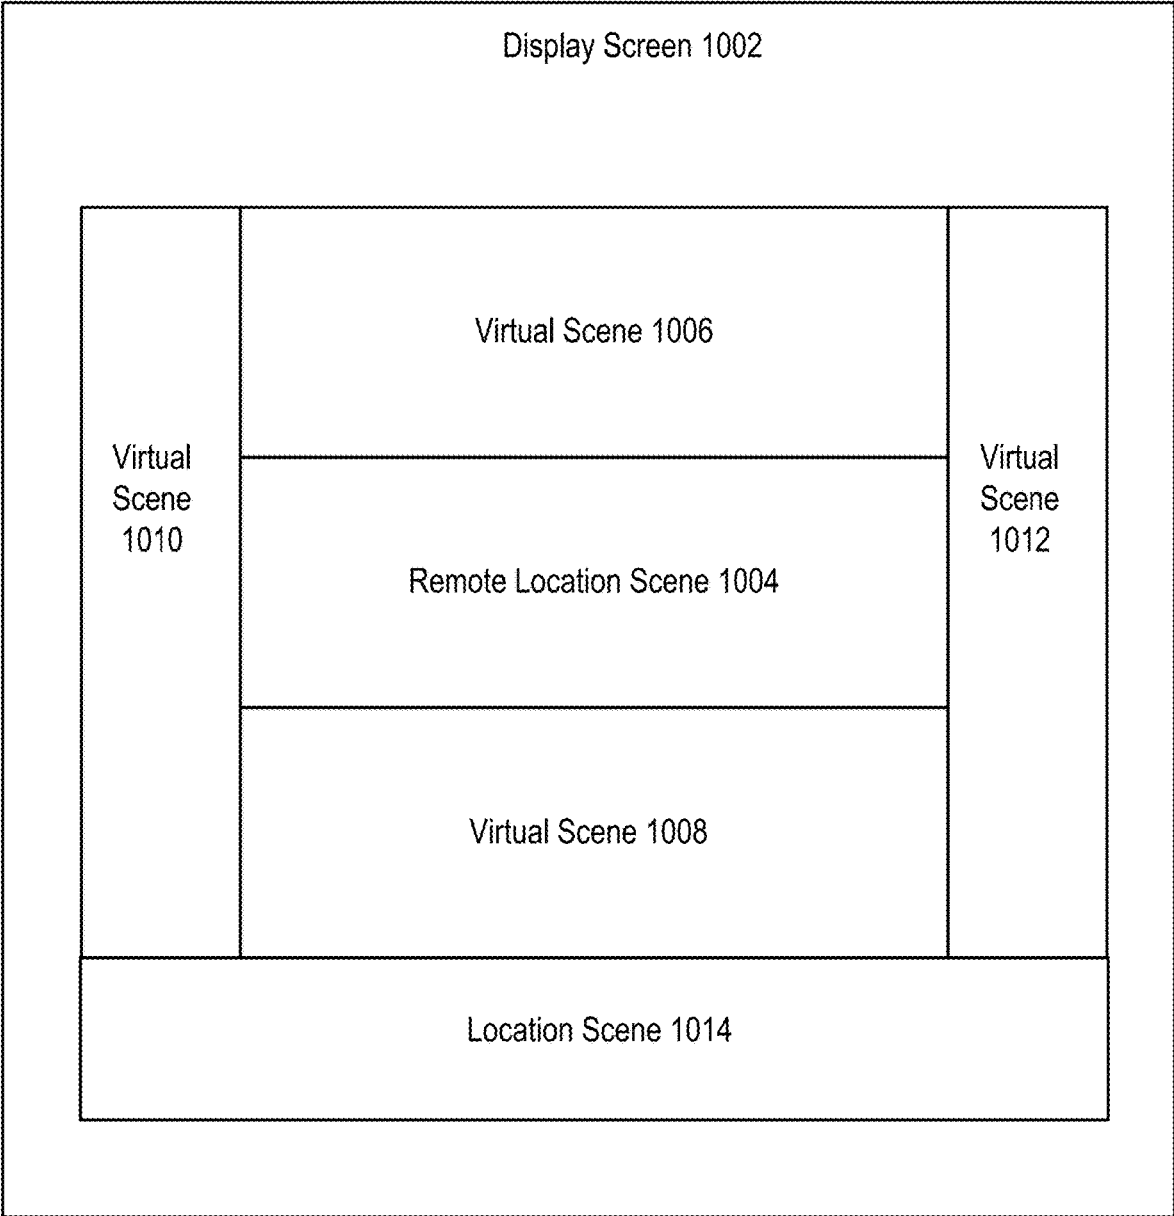 Display Screen 1002
Virtual Scene 1006
Virtual
Scene
1010
Virtual
Scene
1012
Remote Location Scene 1004
Virtual Scene 1008
Location Scene 1014